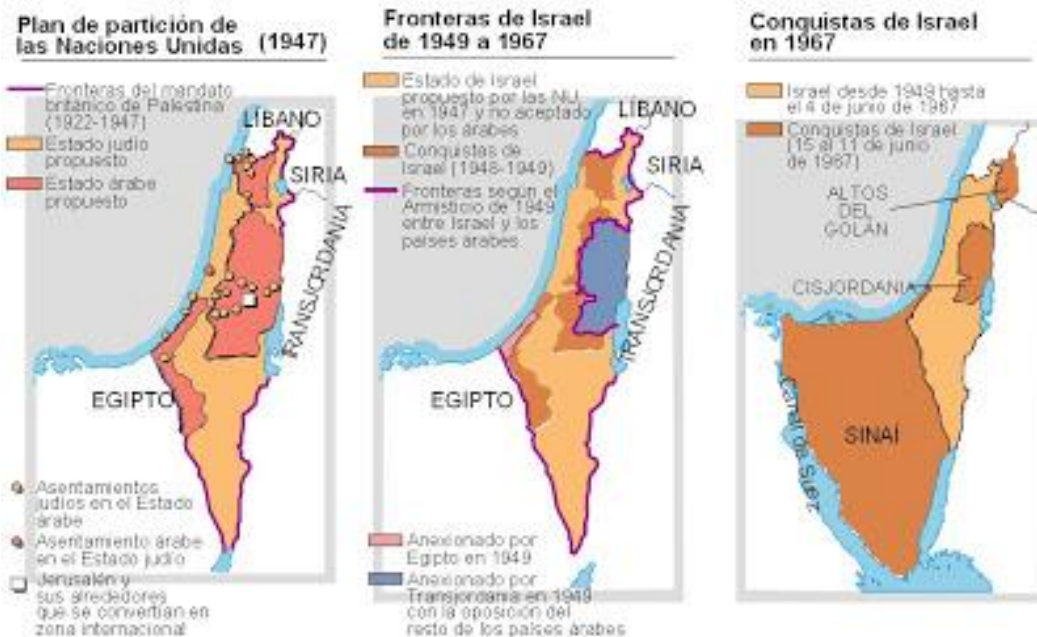 Plan de partición de
las Naciones Unidas (1947)
Fronteras del mandato
británico de Palestina
(1922-1947)
Estado judío
propuesto
Estado árabe
propuesto
LÍBANO
SIRIA
TRANSJORDANIA
EGIPTO
Asentamientos
judíos en el Estado
árabe
Asentamiento árabe
en el Estado judío
Jerusalén y
sus alrededores
que se convertían en
zona internacional
Fronteras de Israel
de 1949 a 1967
Estado de Israel
propuesto por las NU
en 1947 y no aceptado
por los árabes
Conquistas de
Israel (1948-1949)
Fronteras según el
Armisticio de 1949
entre Israel y los
países árabes
LÍBANO
SIRIA
TRANSJORDANIA
EGIPTO
Anexionado por
Egipto en 1949
Anexionado por
Transjordania en 1949
con la oposición del
resto de los países árabes
Conquistas de Israel
en 1967
Israel desde 1949 hasta
el 4 de junio de 1967
Conquistas de Israel
(15 al 11 de junio
de 1967)
ALTOS
DEL
GOLÁN
CISJORDANIA
SINAÍ
Canal de Suez